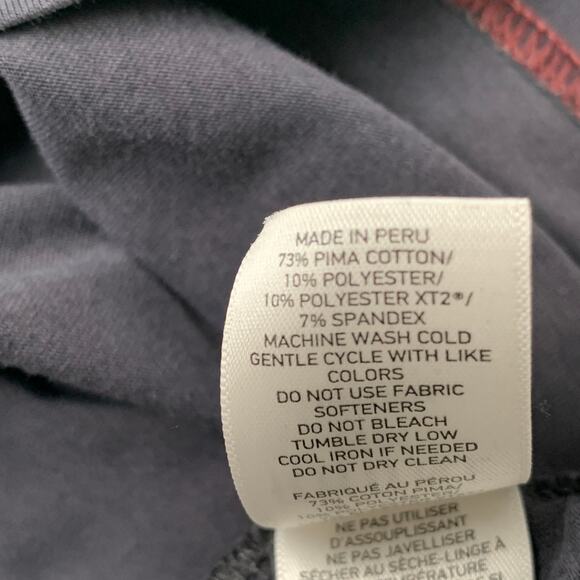 MADE IN PERU
73% PIMA COTTON/
10% POLYESTER/
10% POLYESTER XT2®/
7% SPANDEX
MACHINE WASH COLD
GENTLE CYCLE WITH LIKE
COLORS
DO NOT USE FABRIC
SOFTENERS
DO NOT BLEACH
TUMBLE DRY LOW
COOL IRON IF NEEDED
DO NOT DRY CLEAN
FABRIQUÉ AU PÉROU
73% COTON PIMA/
10% POLYESTER/
NE PAS UTILISER
D'ASSOUPLISSANT
NE PAS JAVELLISER
SÉCHER AU SÈCHE-LINGE À
TEMPÉRATURE